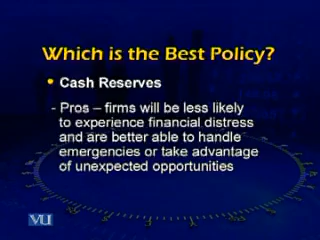 Which is the Best Policy?
• Cash Reserves
- Pros – firms will be less likely
to experience financial distress
and are better able to handle
emergencies or take advantage
of unexpected opportunities
VU